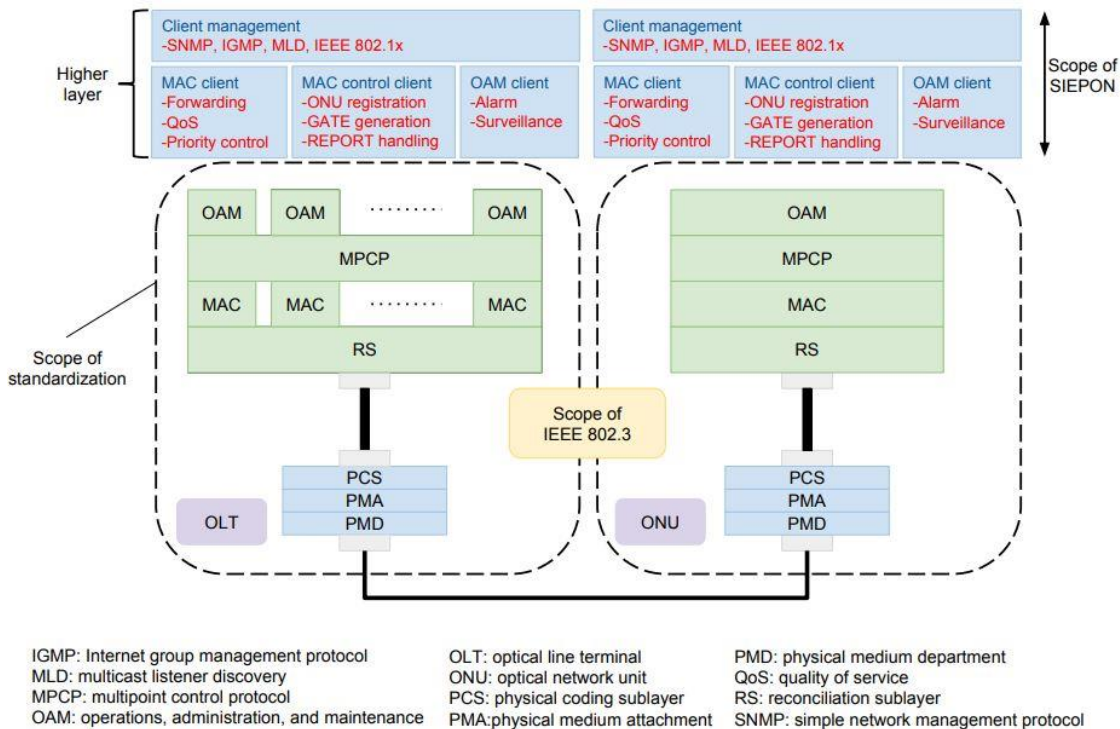 Client management
-SNMP, IGMP, MLD, IEEE 802.1x
Client management
-SNMP, IGMP, MLD, IEEE 802.1x
Higher
layer
MAC client
-Forwarding
-QoS
-Priority control
MAC control client
-ONU registration
-GATE generation
-REPORT handling
OAM client
-Alarm
-Surveillance
MAC client
-Forwarding
-QoS
-Priority control
MAC control client
-ONU registration
-GATE generation
-REPORT handling
OAM client
-Alarm
-Surveillance
Scope of
SIEPON
OAM
OAM
........
OAM
MPCP
MAC
MAC
........
MAC
RS
OAM
MPCP
MAC
RS
Scope of
standardization
Scope of
IEEE 802.3
PCS
PMA
PMD
OLT
PCS
PMA
PMD
ONU
IGMP: Internet group management protocol
MLD: multicast listener discovery
MPCP: multipoint control protocol
OAM: operations, administration, and maintenance
OLT: optical line terminal
ONU: optical network unit
PCS: physical coding sublayer
PMA:physical medium attachment
PMD: physical medium department
QoS: quality of service
RS: reconciliation sublayer
SNMP: simple network management protocol